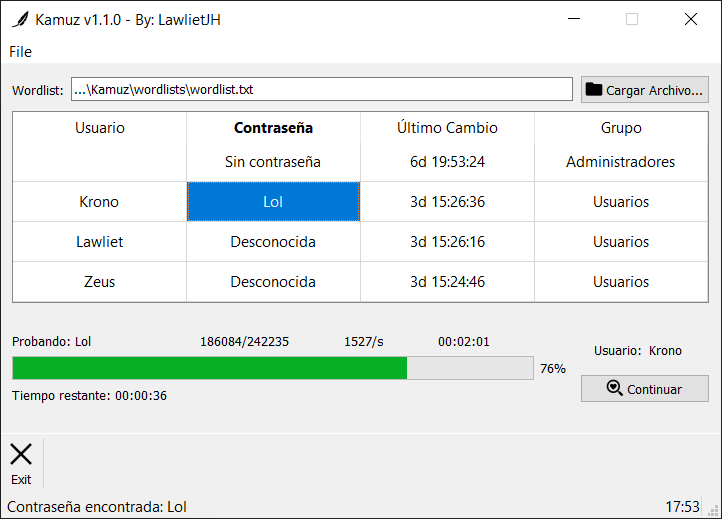 Kamuz v1.1.0 - By: LawlietJH
File
Wordlist: ...\Kamuz\wordlists\wordlist.txt Cargar Archivo...
Usuario Contraseña Último Cambio Grupo
Sin contraseña 6d 19:53:24 Administradores
Krono Lol 3d 15:26:36 Usuarios
Lawliet Desconocida 3d 15:26:16 Usuarios
Zeus Desconocida 3d 15:24:46 Usuarios
Probando: Lol 186084/242235 1527/s 00:02:01
Usuario: Krono
76%
Continuar
Tiempo restante: 00:00:36
Exit
Contraseña encontrada: Lol 17:53